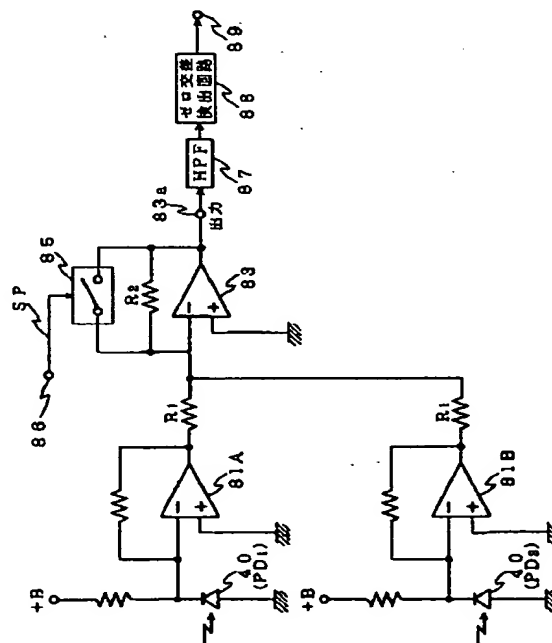 SP
86
85
R2
83
83a
出力
HPF
87
ゼロ交差
検出回路
88
89
R1
81A
+B
40
(PD1)
R1
81B
+B
40
(PD2)